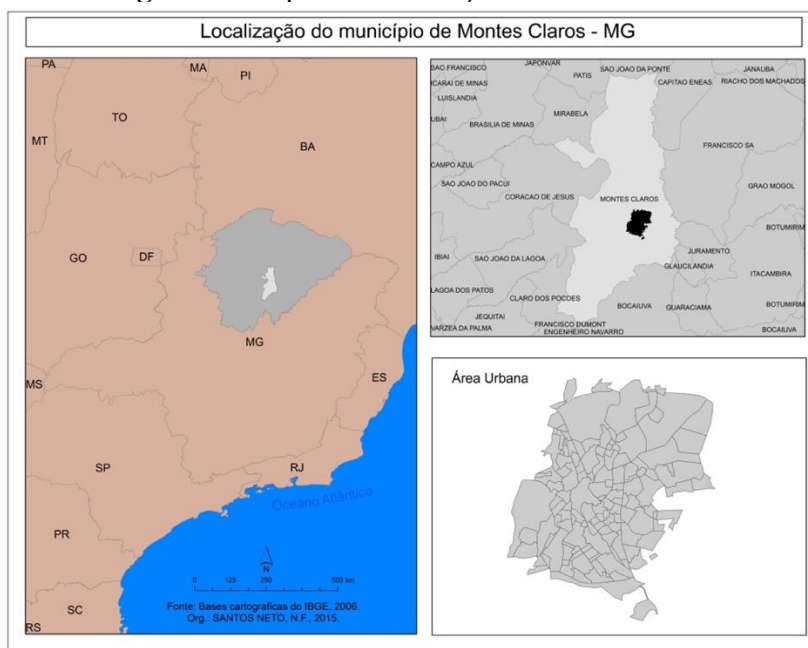 Localização do município de Montes Claros - MG
PA
MA
PI
TO
MT
BA
GO
DF
MG
MS
ES
SP
RJ
Oceano Atlântico
PR
N
0 125 250 500 km
SC
Fonte: Bases cartograficas do IBGE, 2006.
Org.: SANTOS NETO, N.F., 2015.
RS
SAO FRANCISCO
JAPONVAR
SAO JOAO DA PONTE
JANAUBA
ICARAI DE MINAS
PATIS
CAPITAO ENEAS
RIACHO DOS MACHADOS
LUISLANDIA
UBAI
MIRABELA
BRASILIA DE MINAS
FRANCISCO SA
CAMPO AZUL
SAO JOAO DO PACUI
GRAO MOGOL
CORACAO DE JESUS
MONTES CLAROS
BOTUMIRIM
IBIAI
SAO JOAO DA LAGOA
JURAMENTO
GLAUCILANDIA
ITACAMBIRA
LAGOA DOS PATOS
CLARO DOS POCOES
BOCAIUVA
GUARACIAMA
BOTUMIRIM
JEQUITAI
VARZEA DA PALMA
FRANCISCO DUMONT
ENGENHEIRO NAVARRO
BOCAIUVA
Área Urbana